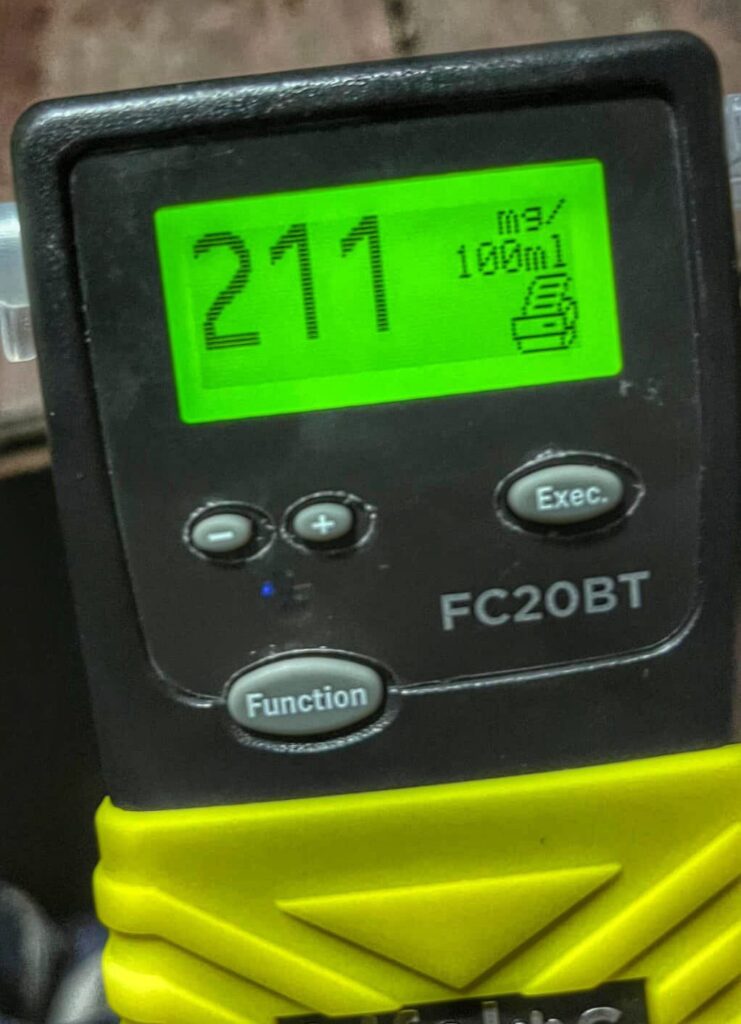 211 mg/
100ml
- + Exec.
FC20BT
Function